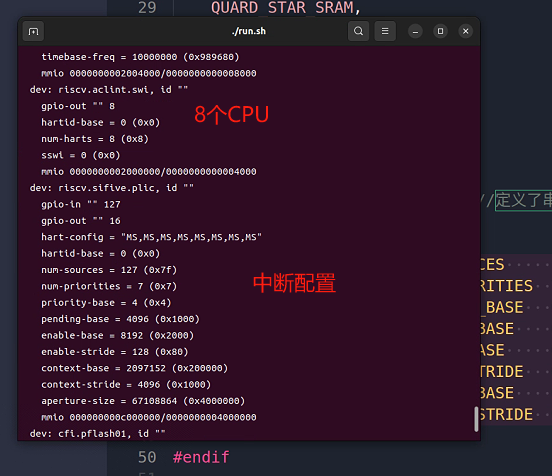 29 QUARD_STAR_SRAM,
./run.sh
timebase-freq = 10000000 (0x989680)
mmio 0000000002004000/0000000000008000
dev: riscv.aclint.swi, id ""
gpio-out "" 8
8个CPU
hartid-base = 0 (0x0)
num-harts = 8 (0x8)
sswi = 0 (0x0)
mmio 0000000002000000/0000000000004000
dev: riscv.sifive.plic, id ""
//定义了串
gpio-in "" 127
gpio-out "" 16
hart-config = "MS,MS,MS,MS,MS,MS,MS,MS"
hartid-base = 0 (0x0)
CES
num-sources = 127 (0x7f)
RITIES
num-priorities = 7 (0x7)
中断配置
priority-base = 4 (0x4)
_BASE
pending-base = 4096 (0x1000)
BASE
enable-base = 8192 (0x2000)
ASE
enable-stride = 128 (0x80)
TRIDE
context-base = 2097152 (0x200000)
BASE
context-stride = 4096 (0x1000)
STRIDE
aperture-size = 67108864 (0x4000000)
mmio 000000000c000000/0000000004000000
dev: cfi.pflash01, id ""
50 #endif